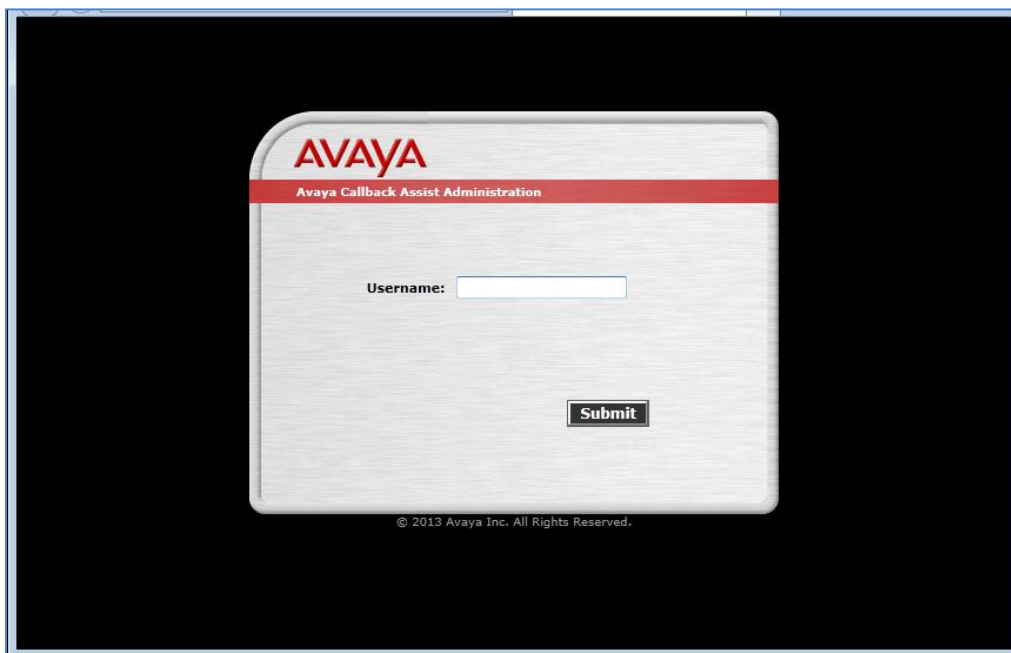 AVAYA
Avaya Callback Assist Administration
Username:
Submit
© 2013 Avaya Inc. All Rights Reserved.